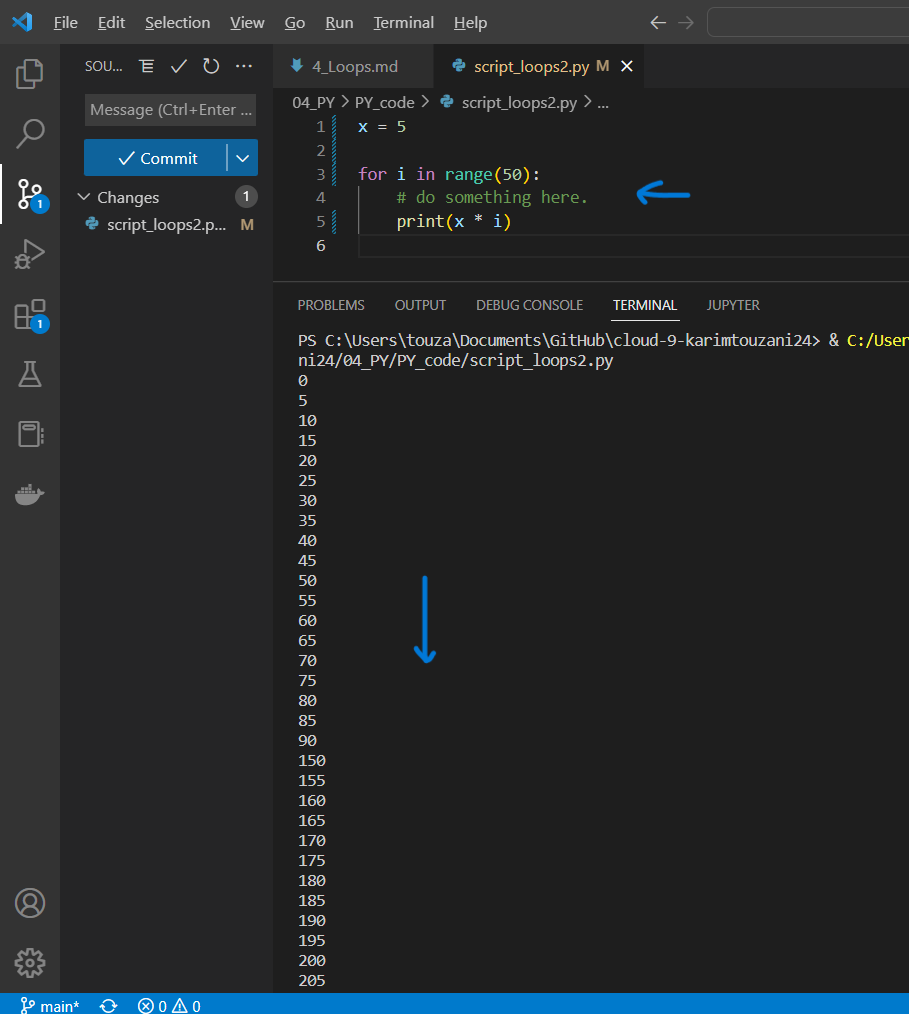 File Edit Selection View Go Run Terminal Help
SOU...
4_Loops.md script_loops2.py M
Message (Ctrl+Enter ...
04_PY > PY_code > script_loops2.py > ...
Commit
Changes 1
script_loops2.p... M
1 x = 5
2
3 for i in range(50):
4 # do something here.
5 print(x * i)
6
1
1
PROBLEMS OUTPUT DEBUG CONSOLE TERMINAL JUPYTER
PS C:\Users\touza\Documents\GitHub\cloud-9-karimtouzani24> & C:/User
ni24/04_PY/PY_code/script_loops2.py
0
5
10
15
20
25
30
35
40
45
50
55
60
65
70
75
80
85
90
150
155
160
165
170
175
180
185
190
195
200
205
main* 0 0